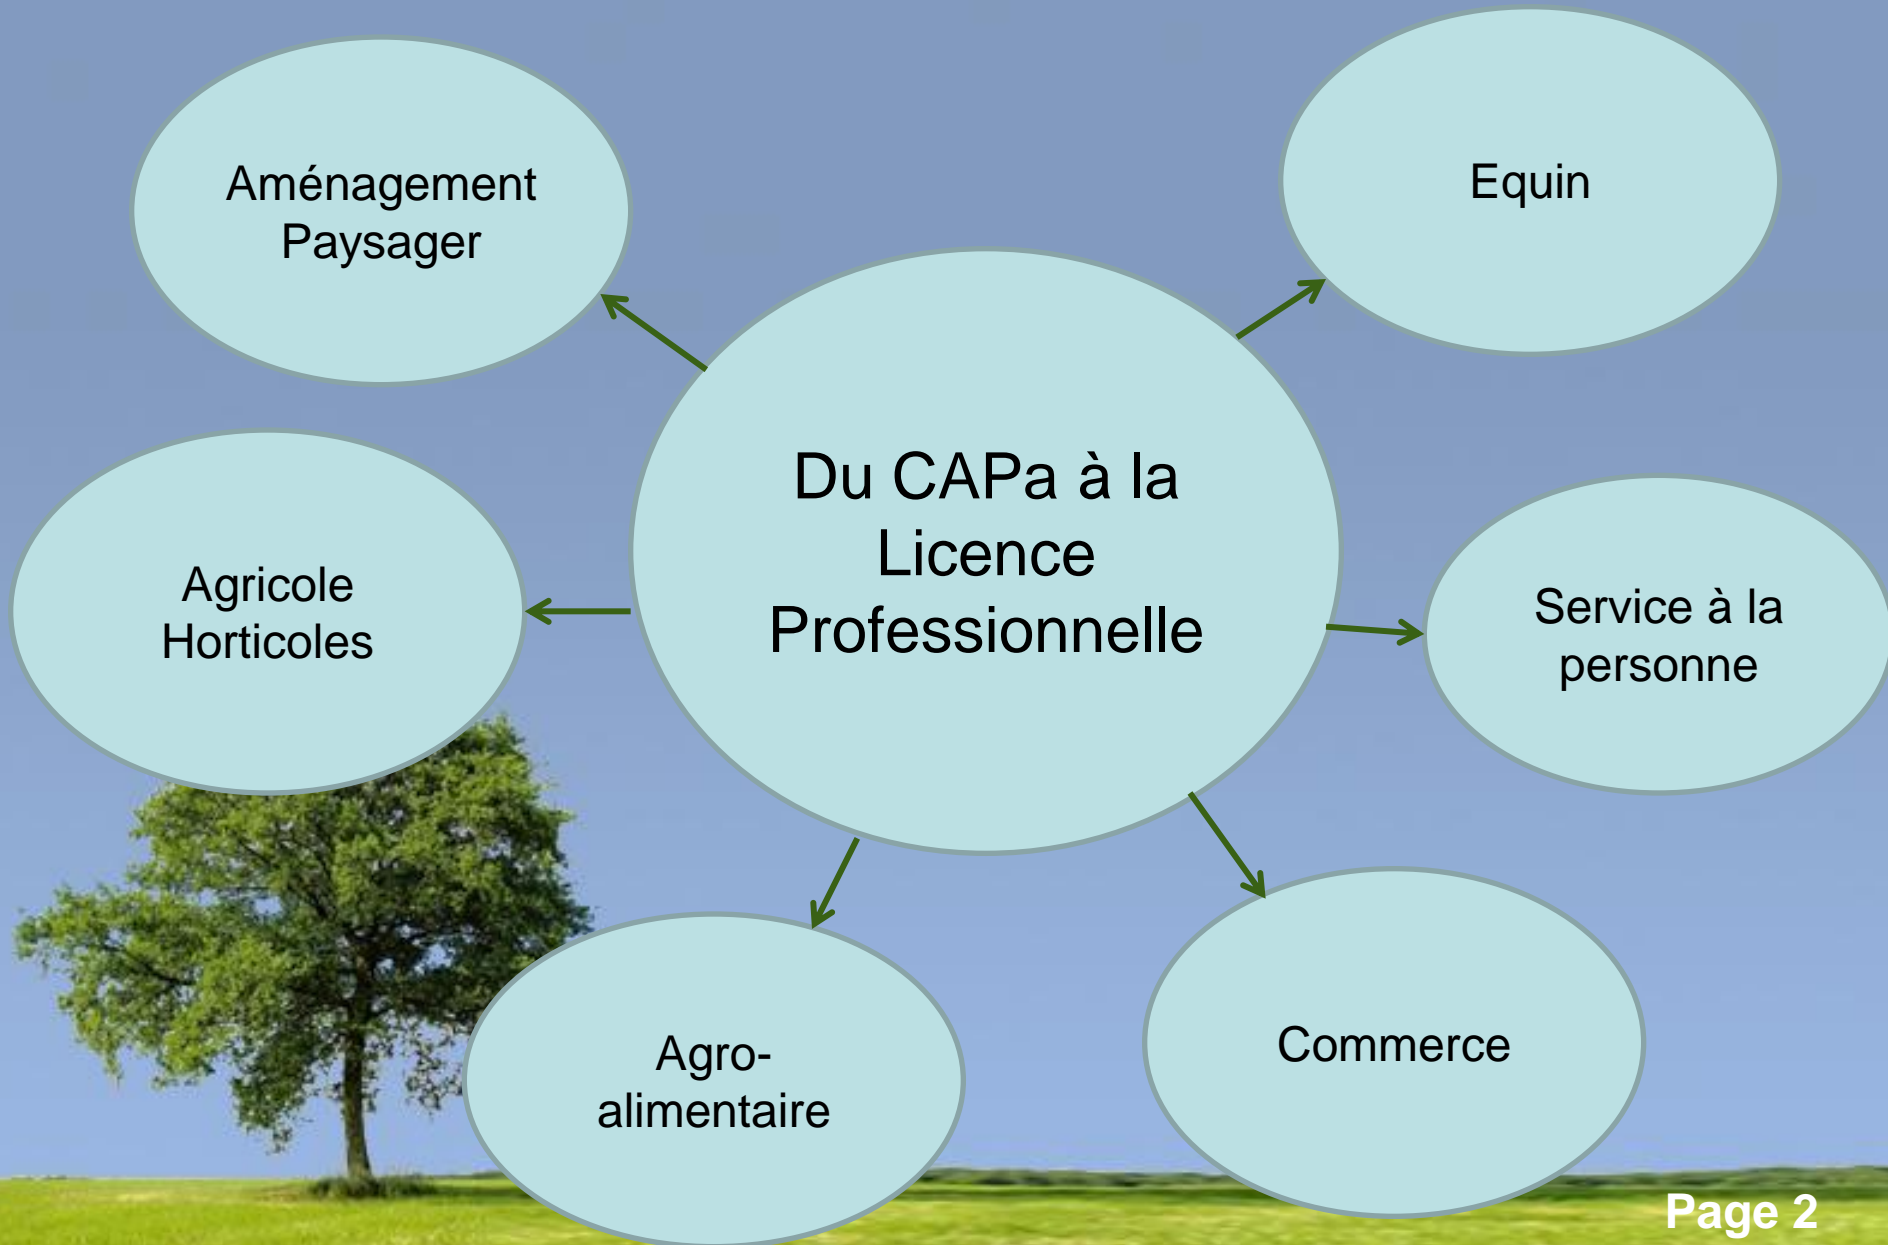 Aménagement
Paysager
Equin
Du CAPa à la
Licence
Professionnelle
Agricole
Horticoles
Service à la
personne
Agro-
alimentaire
Commerce
Page 2